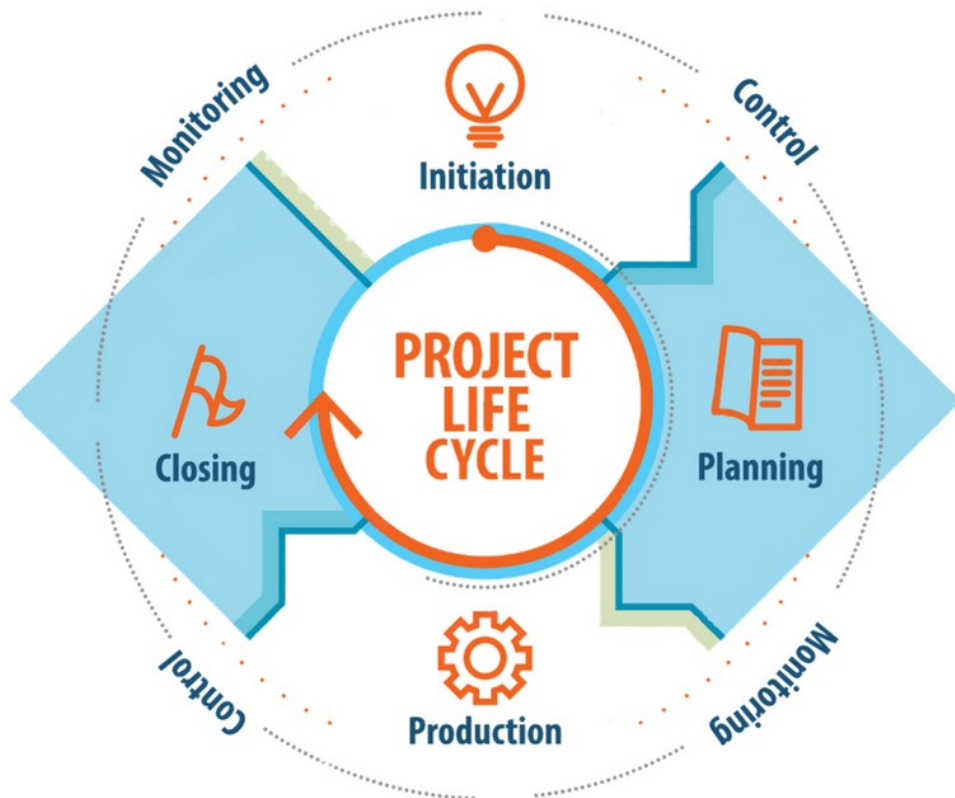 Monitoring
Control
Initiation
PROJECT
LIFE
CYCLE
Closing
Planning
Production
Control
Monitoring